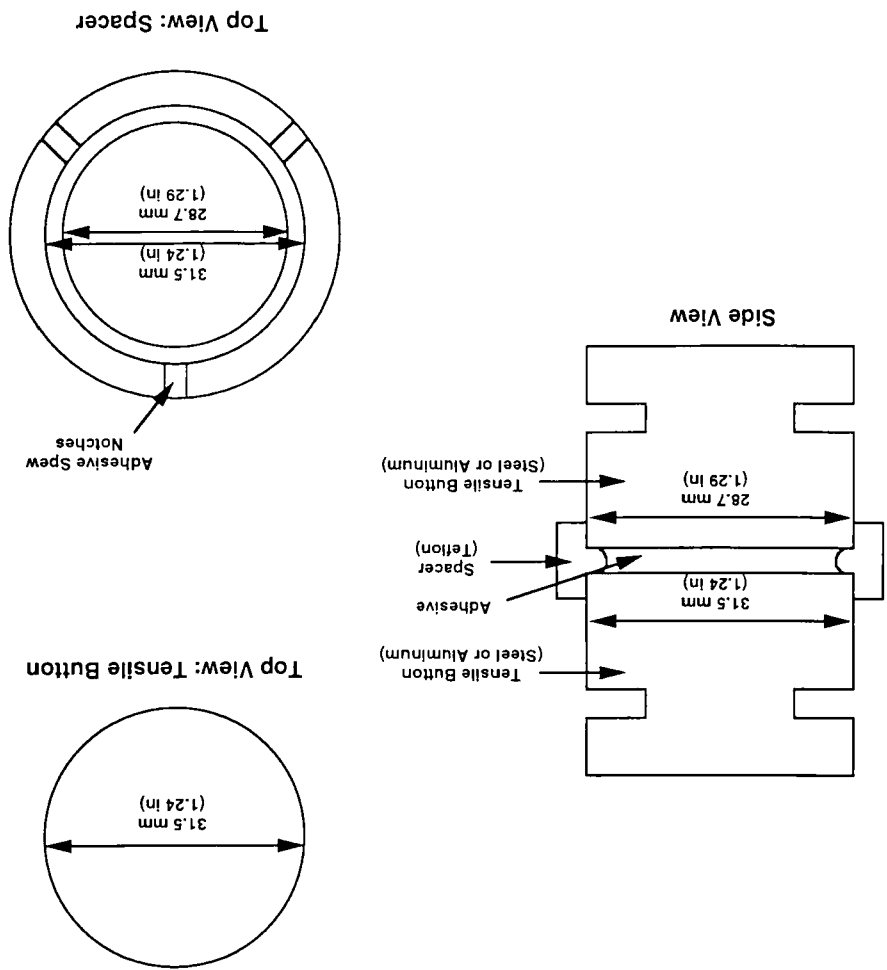 31.5 mm
(1.24 in)
Top View: Tensile Button
Tensile Button
(Steel or Aluminum)
31.5 mm
(1.24 in)
Adhesive
Spacer
(Teflon)
28.7 mm
(1.29 in)
Tensile Button
(Steel or Aluminum)
Side View
Adhesive Spew
Notches
31.5 mm
(1.24 in)
28.7 mm
(1.29 in)
Top View: Spacer